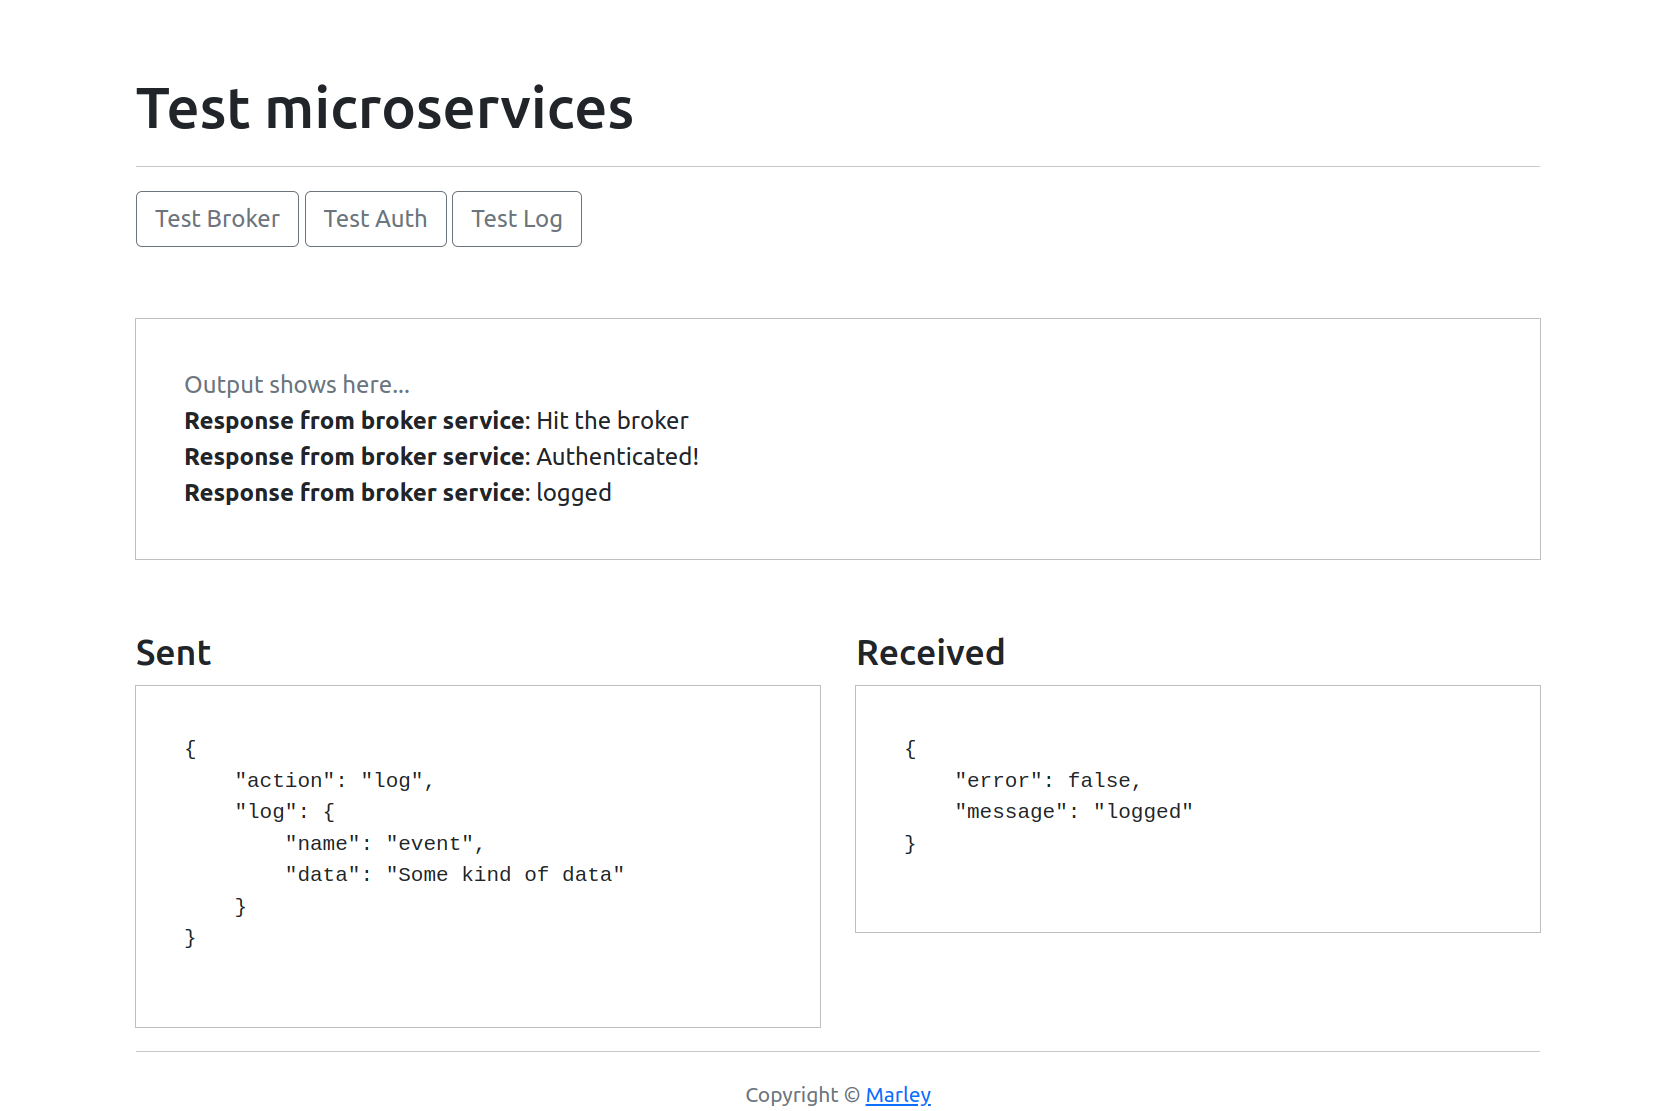 Test microservices
Test Broker Test Auth Test Log
Output shows here...
Response from broker service: Hit the broker
Response from broker service: Authenticated!
Response from broker service: logged
Sent
{
    "action": "log",
    "log": {
        "name": "event",
        "data": "Some kind of data"
    }
}
Received
{
    "error": false,
    "message": "logged"
}
Copyright © Marley